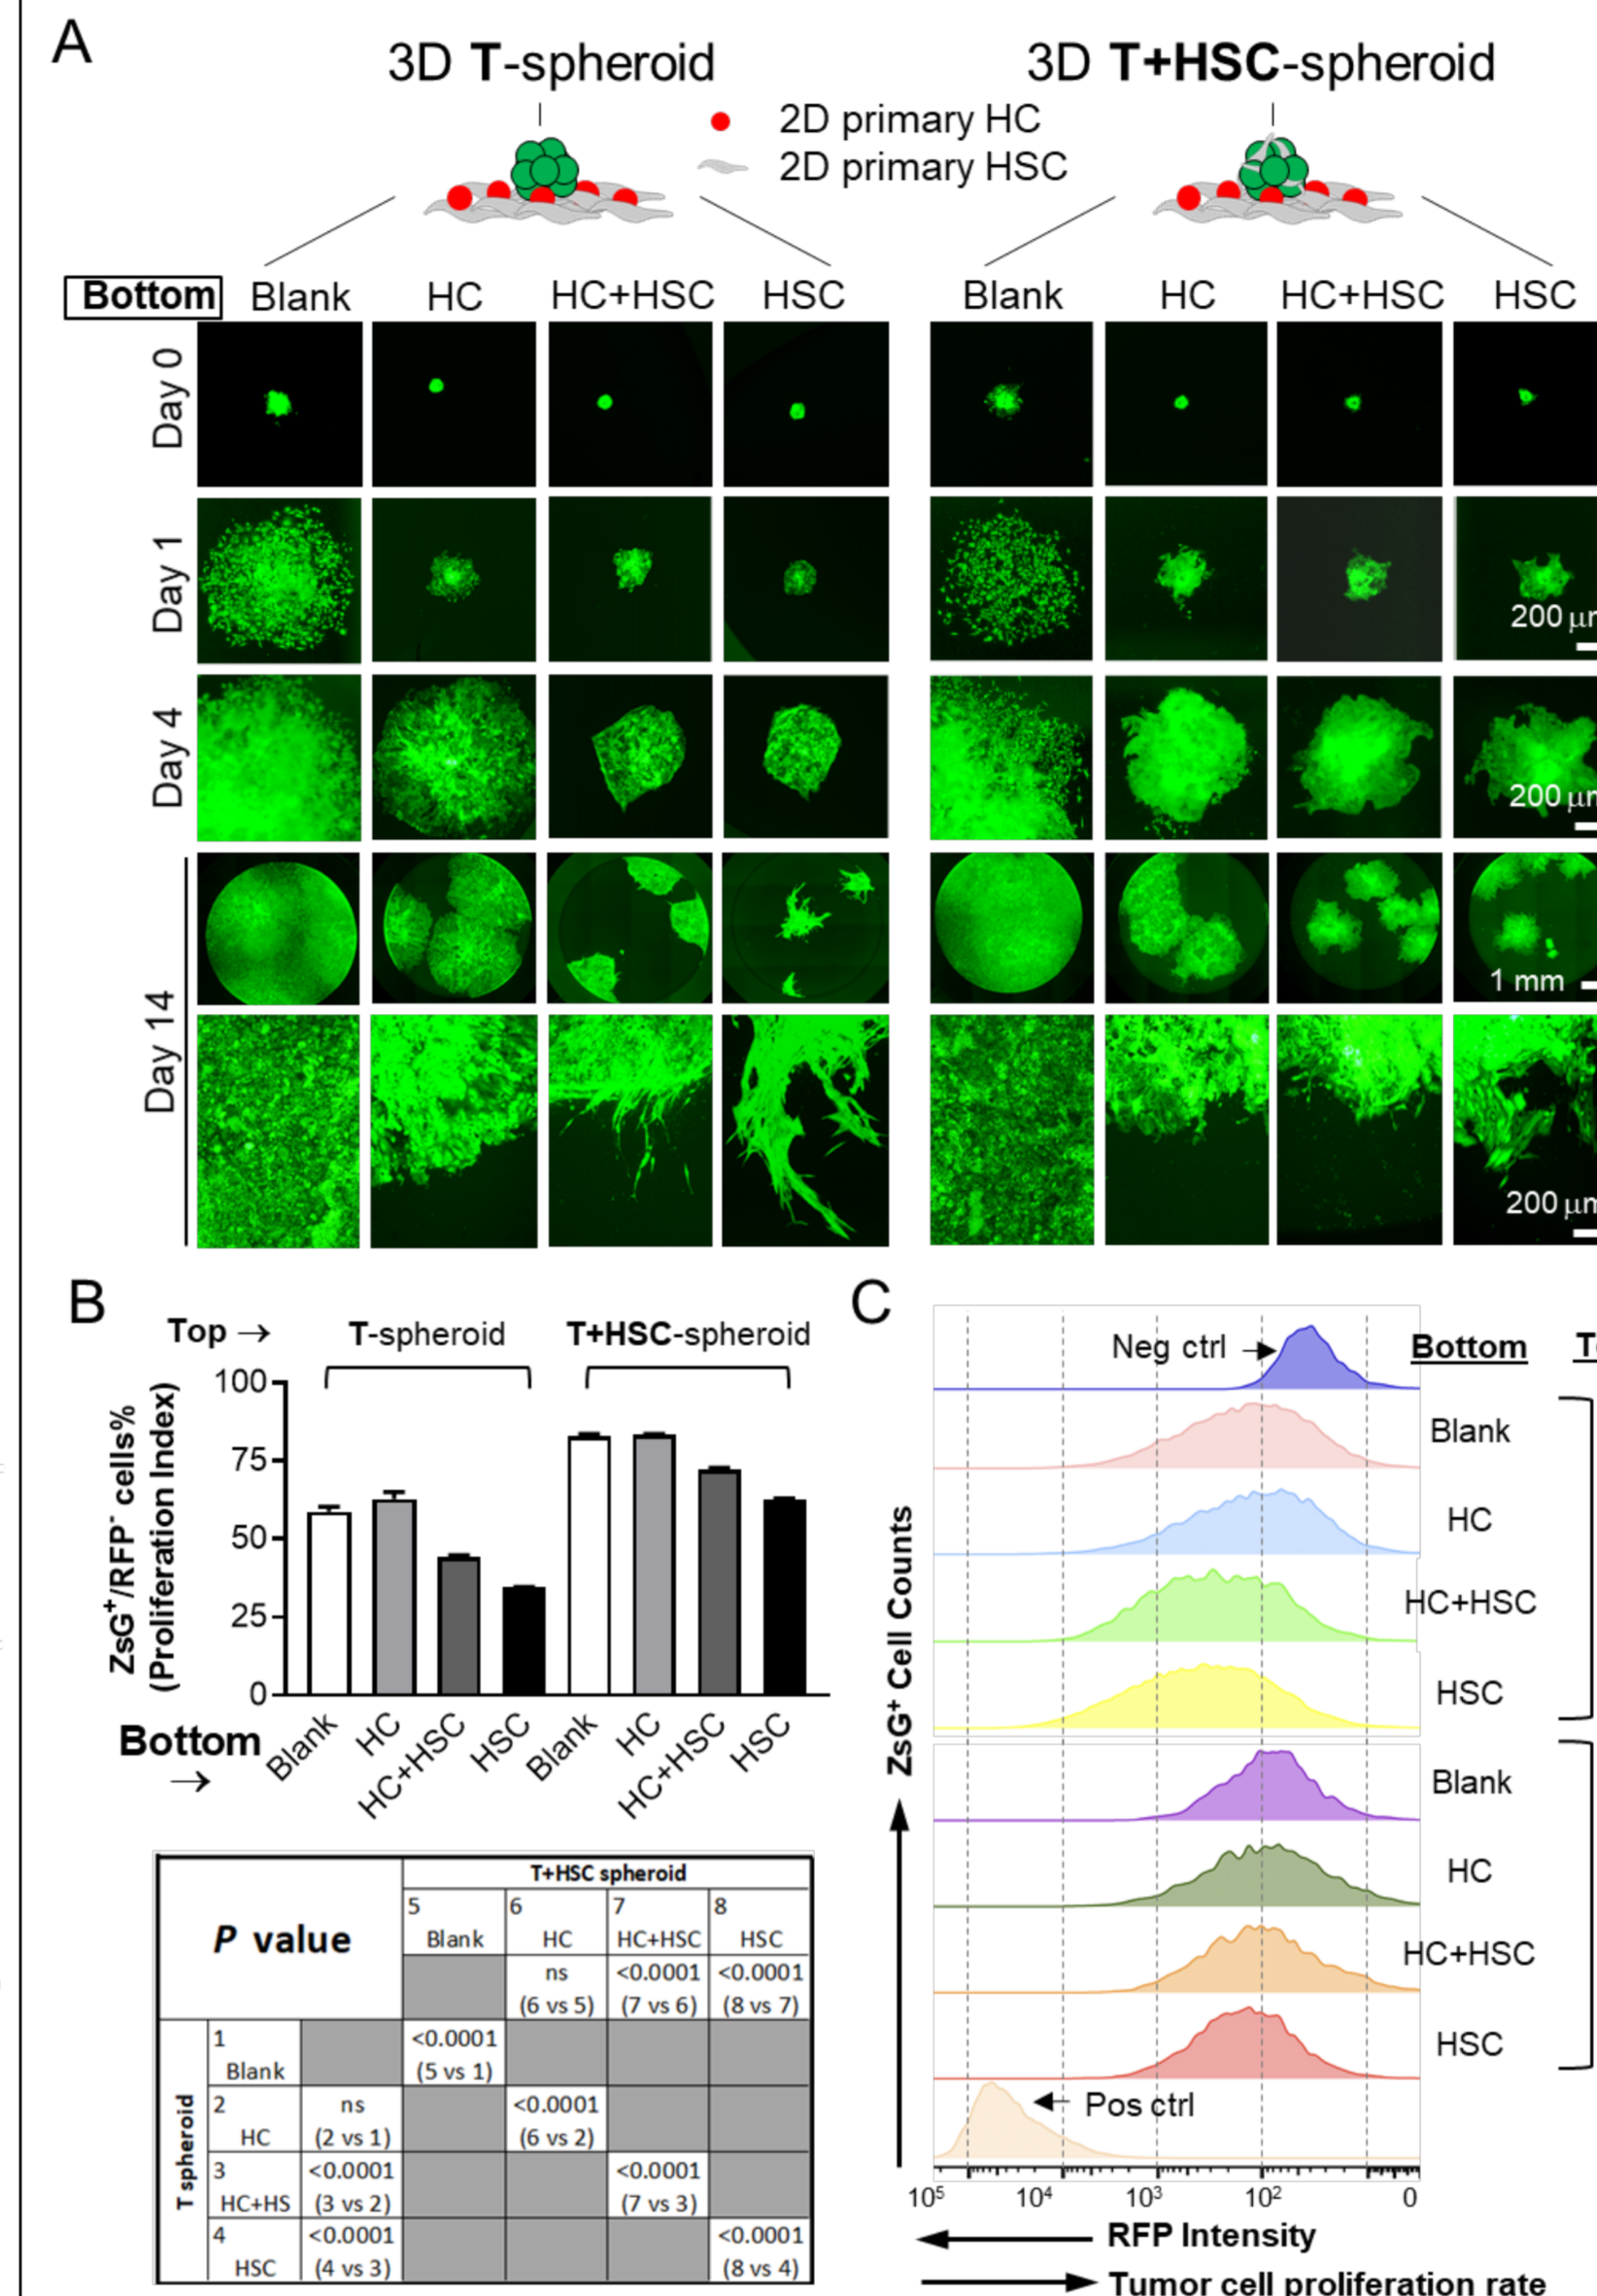 A
3D T-spheroid
3D T+HSC-spheroid
2D primary HC
2D primary HSC
Bottom Blank HC HC+HSC HSC Blank HC HC+HSC HSC
Day 0
Day 1
200 μm
Day 4
200 μm
Day 14
1 mm
200 μm
B
Top → T-spheroid T+HSC-spheroid
ZsG⁺/RFP⁻ cells%
(Proliferation Index)
100
75
50
25
0
Bottom →
Blank HC HC+HSC HSC Blank HC HC+HSC HSC
P value
T+HSC spheroid
5 6 7 8
Blank HC HC+HSC HSC
ns <0.0001 <0.0001
(6 vs 5) (7 vs 6) (8 vs 7)
T spheroid
1 <0.0001
Blank (5 vs 1)
2 ns <0.0001
HC (2 vs 1) (6 vs 2)
3 <0.0001 <0.0001
HC+HS (3 vs 2) (7 vs 3)
4 <0.0001 <0.0001
HSC (4 vs 3) (8 vs 4)
C
Neg ctrl
Bottom
Blank
HC
HC+HSC
HSC
Blank
HC
HC+HSC
HSC
Pos ctrl
ZsG⁺ Cell Counts
10⁵ 10⁴ 10³ 10² 0
RFP Intensity
Tumor cell proliferation rate